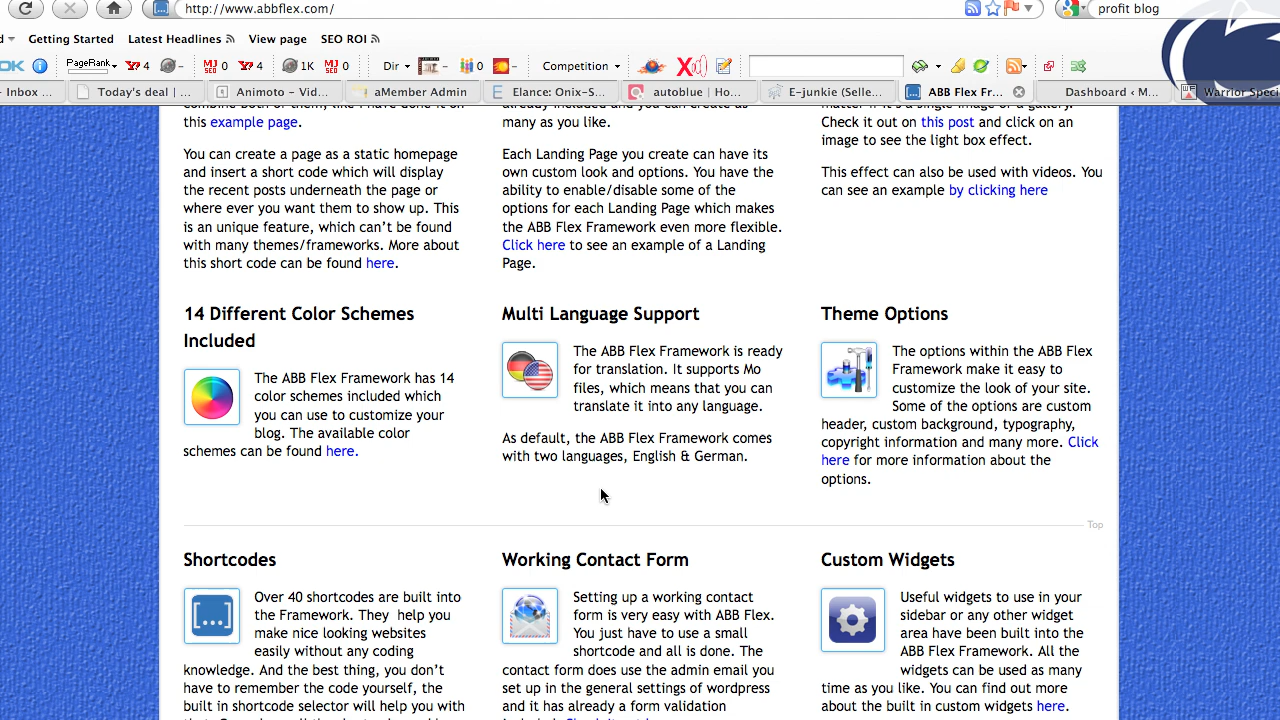 http://www.abbflex.com/
profit blog
Getting Started
Latest Headlines
View page
SEO ROI
PageRank
4
0
4
1K
0
Dir
0
Competition
Inbox ...
Today's deal | ...
Animoto - Vid...
aMember Admin
Elance: Onix-S...
autoblue | Ho...
E-junkie (Selle...
ABB Flex Fr...
Dashboard ‹ M...
Warrior Speci
this example page.
You can create a page as a static homepage
and insert a short code which will display
the recent posts underneath the page or
where ever you want them to show up. This
is an unique feature, which can't be found
with many themes/frameworks. More about
this short code can be found here.
many as you like.
Each Landing Page you create can have its
own custom look and options. You have the
ability to enable/disable some of the
options for each Landing Page which makes
the ABB Flex Framework even more flexible.
Click here to see an example of a Landing
Page.
Check it out on this post and click on an
image to see the light box effect.
This effect can also be used with videos. You
can see an example by clicking here
14 Different Color Schemes
Included
The ABB Flex Framework has 14
color schemes included which
you can use to customize your
blog. The available color
schemes can be found here.
Multi Language Support
The ABB Flex Framework is ready
for translation. It supports Mo
files, which means that you can
translate it into any language.
As default, the ABB Flex Framework comes
with two languages, English & German.
Theme Options
The options within the ABB Flex
Framework make it easy to
customize the look of your site.
Some of the options are custom
header, custom background, typography,
copyright information and many more. Click
here for more information about the
options.
Top
Shortcodes
[...]
Over 40 shortcodes are built into
the Framework. They help you
make nice looking websites
easily without any coding
knowledge. And the best thing, you don't
have to remember the code yourself, the
built in shortcode selector will help you with
Working Contact Form
Setting up a working contact
form is very easy with ABB Flex.
You just have to use a small
shortcode and all is done. The
contact form does use the admin email you
set up in the general settings of wordpress
and it has already a form validation
Custom Widgets
Useful widgets to use in your
sidebar or any other widget
area have been built into the
ABB Flex Framework. All the
widgets can be used as many
time as you like. You can find out more
about the built in custom widgets here.